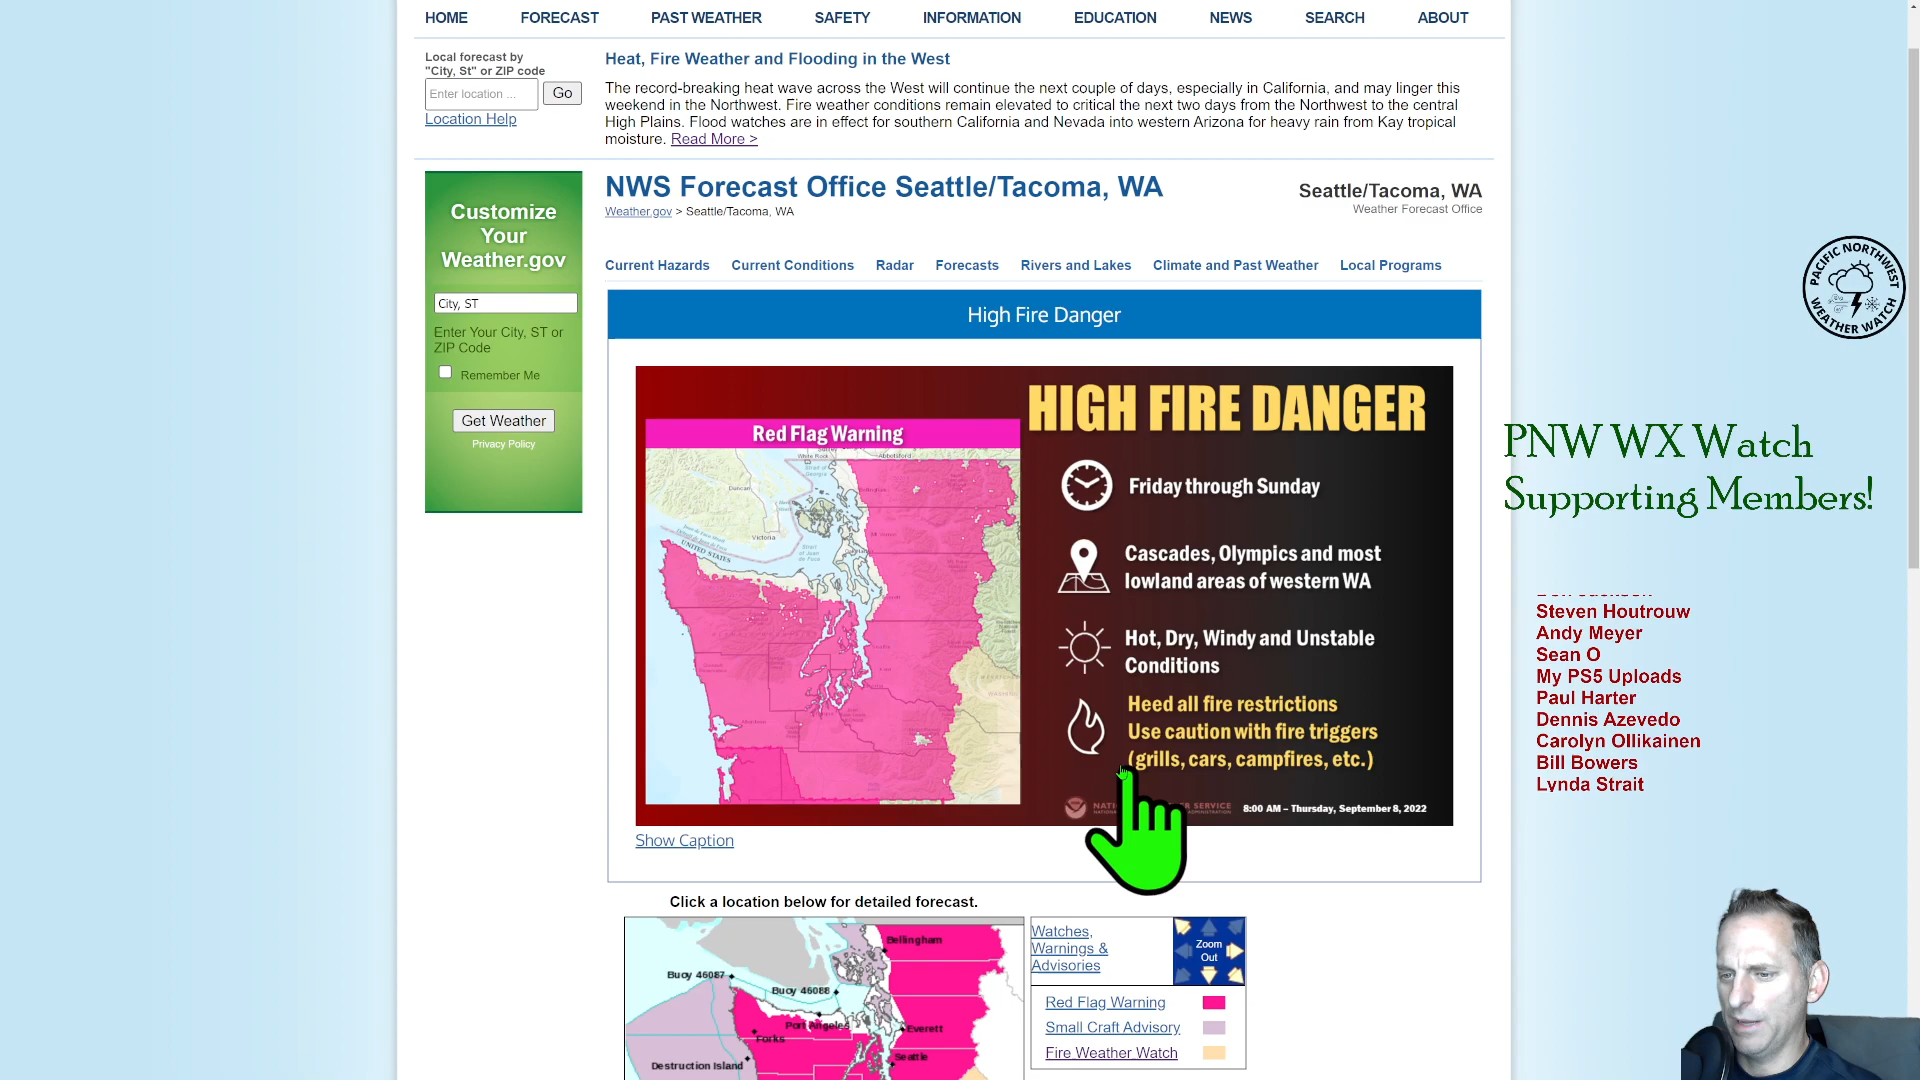 HOME FORECAST PAST WEATHER SAFETY INFORMATION EDUCATION NEWS SEARCH ABOUT
Local forecast by
"City, St" or ZIP code
Enter location ...
Go
Location Help
Heat, Fire Weather and Flooding in the West
The record-breaking heat wave across the West will continue the next couple of days, especially in California, and may linger this
weekend in the Northwest. Fire weather conditions remain elevated to critical the next two days from the Northwest to the central
High Plains. Flood watches are in effect for southern California and Nevada into western Arizona for heavy rain from Kay tropical
moisture. Read More >
Customize
Your
Weather.gov
City, ST
Enter Your City, ST or
ZIP Code
Remember Me
Get Weather
Privacy Policy
NWS Forecast Office Seattle/Tacoma, WA
Weather.gov > Seattle/Tacoma, WA
Seattle/Tacoma, WA
Weather Forecast Office
Current Hazards Current Conditions Radar Forecasts Rivers and Lakes Climate and Past Weather Local Programs
High Fire Danger
HIGH FIRE DANGER
Red Flag Warning
Victoria
UNITED STATES
Friday through Sunday
Cascades, Olympics and most
lowland areas of western WA
Hot, Dry, Windy and Unstable
Conditions
Heed all fire restrictions
Use caution with fire triggers
(grills, cars, campfires, etc.)
8:00 AM – Thursday, September 8, 2022
Show Caption
Click a location below for detailed forecast.
Bellingham
Buoy 46087
Buoy 46088
Port Angeles
Everett
Forks
Seattle
Destruction Island
Watches,
Warnings &
Advisories
Zoom
Out
Red Flag Warning
Small Craft Advisory
Fire Weather Watch
PACIFIC NORTHWEST
WEATHER WATCH
PNW WX Watch
Supporting Members!
Steven Houtrouw
Andy Meyer
Sean O
My PS5 Uploads
Paul Harter
Dennis Azevedo
Carolyn Ollikainen
Bill Bowers
Lynda Strait